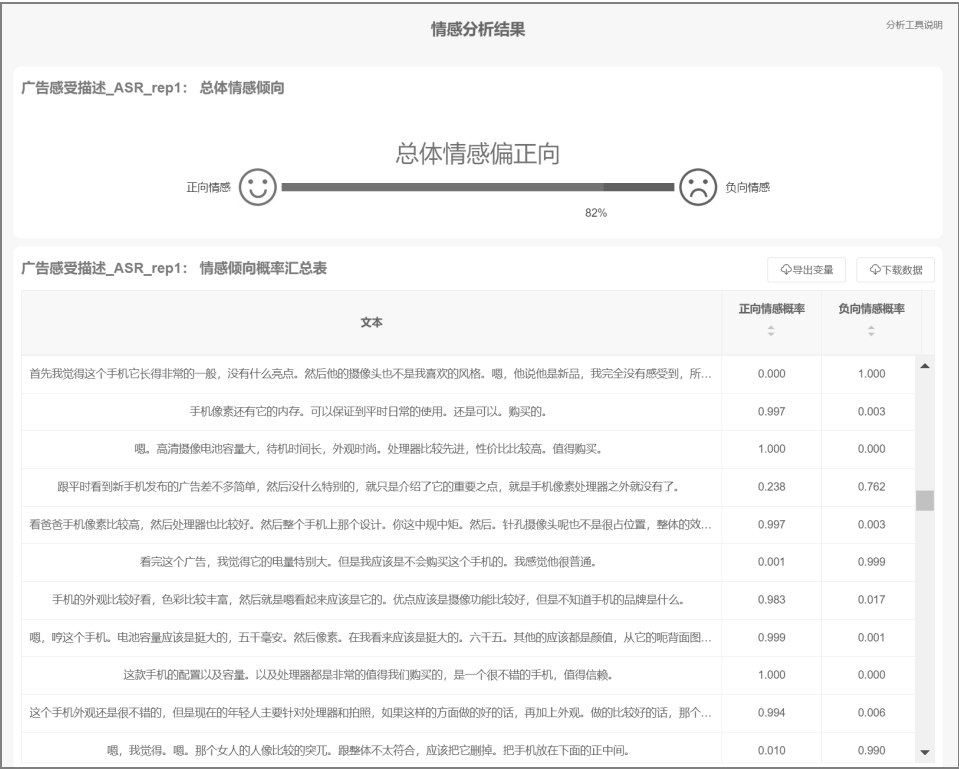 情感分析结果
分析工具说明
广告感受描述_ASR_rep1： 总体情感倾向
总体情感偏正向
正向情感
负向情感
82%
广告感受描述_ASR_rep1： 情感倾向概率汇总表
导出变量
下载数据
文本 正向情感概率 负向情感概率
首先我觉得这个手机它长得非常的一般，没有什么亮点。然后他的摄像头也不是我喜欢的风格。嗯，他说他是新品，我完全没有感受到，所... 0.000 1.000
手机像素还有它的内存。可以保证到平时日常的使用。还是可以。购买的。 0.997 0.003
嗯。高清摄像电池容量大，待机时间长，外观时尚。处理器比较先进，性价比比较高。值得购买。 1.000 0.000
跟平时看到新手机发布的广告差不多简单，然后没什么特别的，就只是介绍了它的重要之点，就是手机像素处理器之外就没有了。 0.238 0.762
看爸爸手机像素比较高，然后处理器也比较好。然后整个手机上那个设计。你这中规中矩。然后。针孔摄像头呢也不是很占位置，整体的效... 0.997 0.003
看完这个广告，我觉得它的电量特别大。但是我应该是不会购买这个手机的。我感觉他很普通。 0.001 0.999
手机的外观比较好看，色彩比较丰富，然后就是嗯看起来应该是它的。优点应该是摄像功能比较好，但是不知道手机的品牌是什么。 0.983 0.017
嗯，哼这个手机。电池容量应该是挺大的，五千毫安。然后像素。在我看来应该是挺大的。六千五。其他的应该都是颜值，从它的呃背面图... 0.999 0.001
这款手机的配置以及容量。以及处理器都是非常的值得我们购买的，是一个很不错的手机，值得信赖。 1.000 0.000
这个手机外观还是很不错的，但是现在的年轻人主要针对处理器和拍照，如果这样的方面做的好的话，再加上外观。做的比较好的话，那个... 0.994 0.006
嗯，我觉得。嗯。那个女人的人像比较的突兀。跟整体不太符合，应该把它删掉。把手机放在下面的正中间。 0.010 0.990